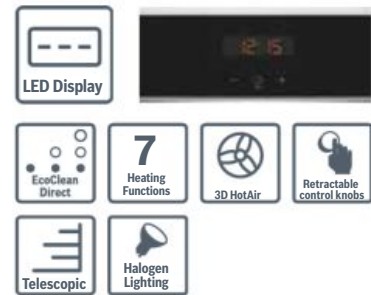 LED Display
12 15
EcoClean
Direct
7
Heating
Functions
3D HotAir
Retractable
control knobs
Telescopic
Halogen
Lighting